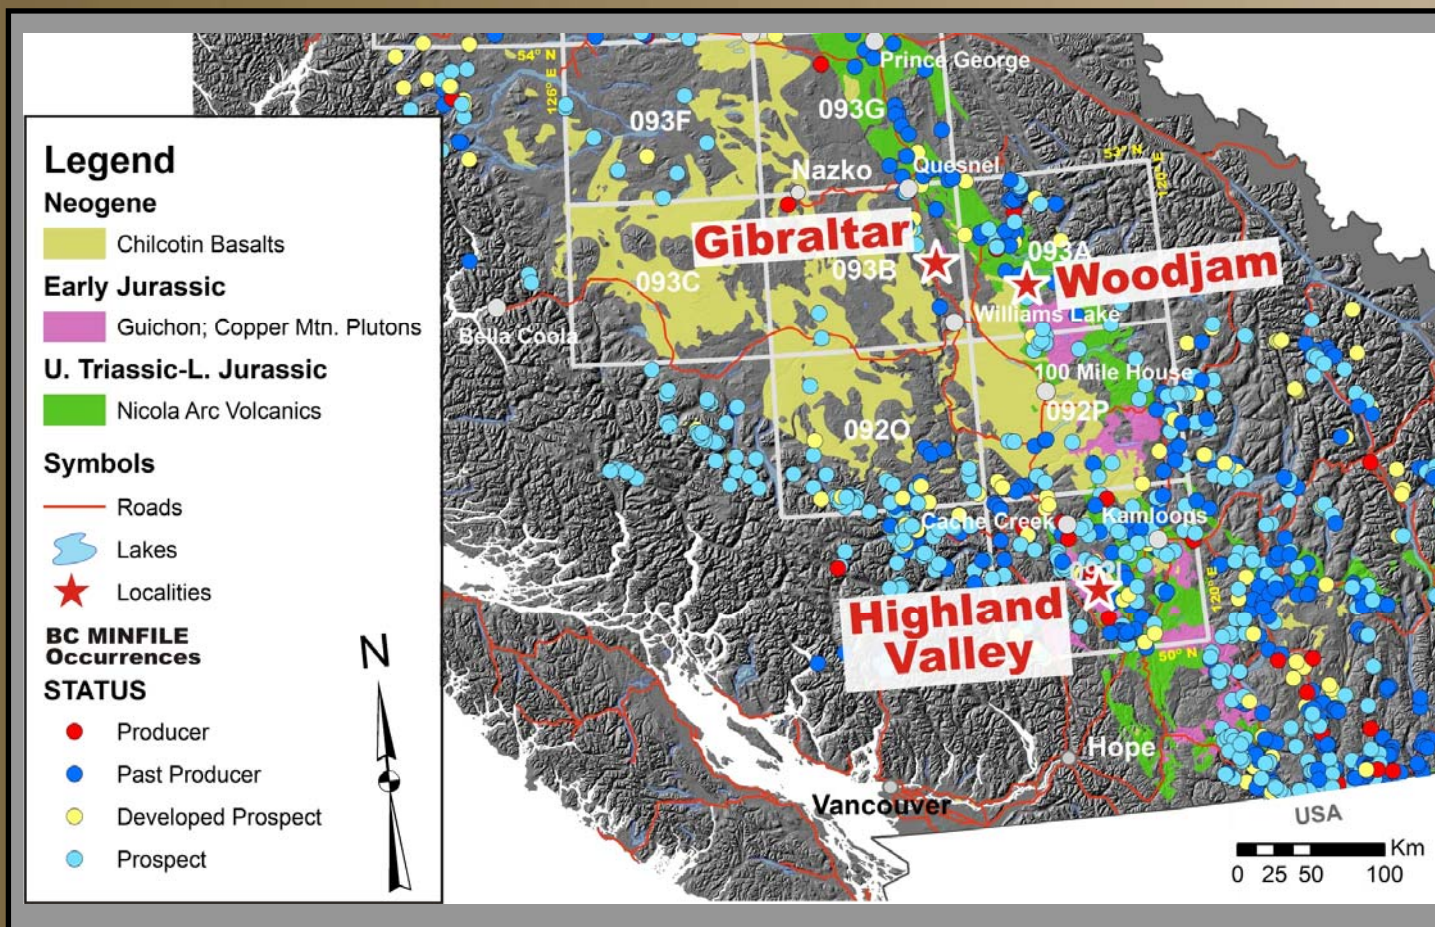 54° N
126° E
Prince George
093F
093G
53° N
120° E
Nazko
Quesnel
Gibraltar
093A
Woodjam
093C
093B
Bella Coola
Williams Lake
100 Mile House
092P
092O
Cache Creek
Kamloops
092I
120° E
Highland
Valley
50° N
Hope
Vancouver
USA
Km
0 25 50 100
Legend
Neogene
Chilcotin Basalts
Early Jurassic
Guichon; Copper Mtn. Plutons
U. Triassic-L. Jurassic
Nicola Arc Volcanics
Symbols
Roads
Lakes
Localities
BC MINFILE
Occurrences
STATUS
Producer
Past Producer
Developed Prospect
Prospect
N